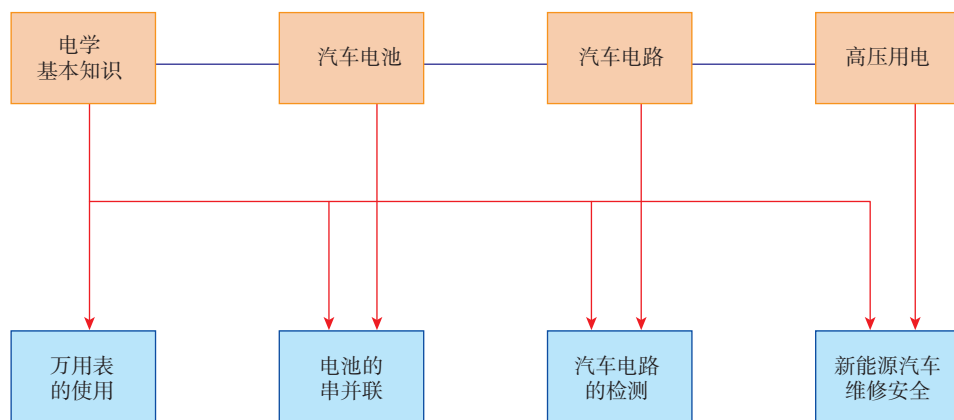 电学
基本知识
汽车电池
汽车电路
高压用电
万用表
的使用
电池的
串并联
汽车电路
的检测
新能源汽车
维修安全